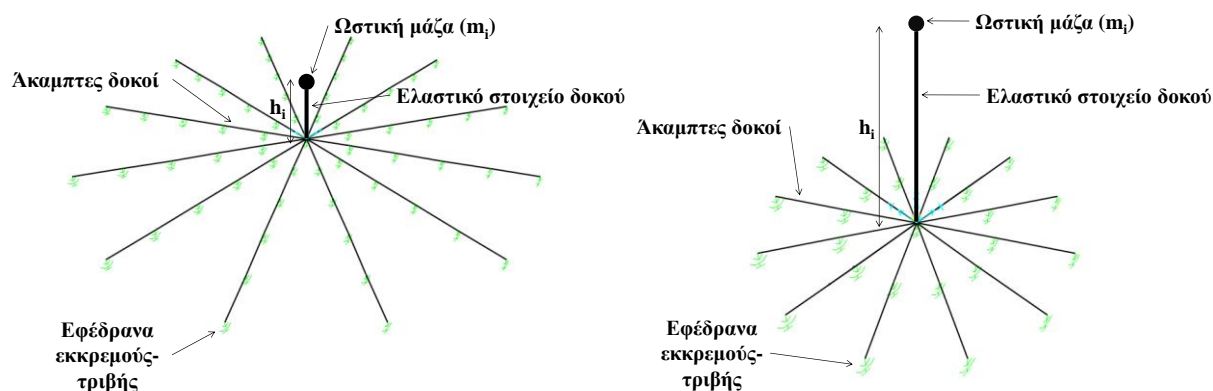 Ωστική μάζα (mi)
Άκαμπτες δοκοί
Ελαστικό στοιχείο δοκού
hi
Εφέδρανα
εκκρεμούς-
τριβής
Ωστική μάζα (mi)
Ελαστικό στοιχείο δοκού
hi
Άκαμπτες δοκοί
Εφέδρανα
εκκρεμούς-
τριβής